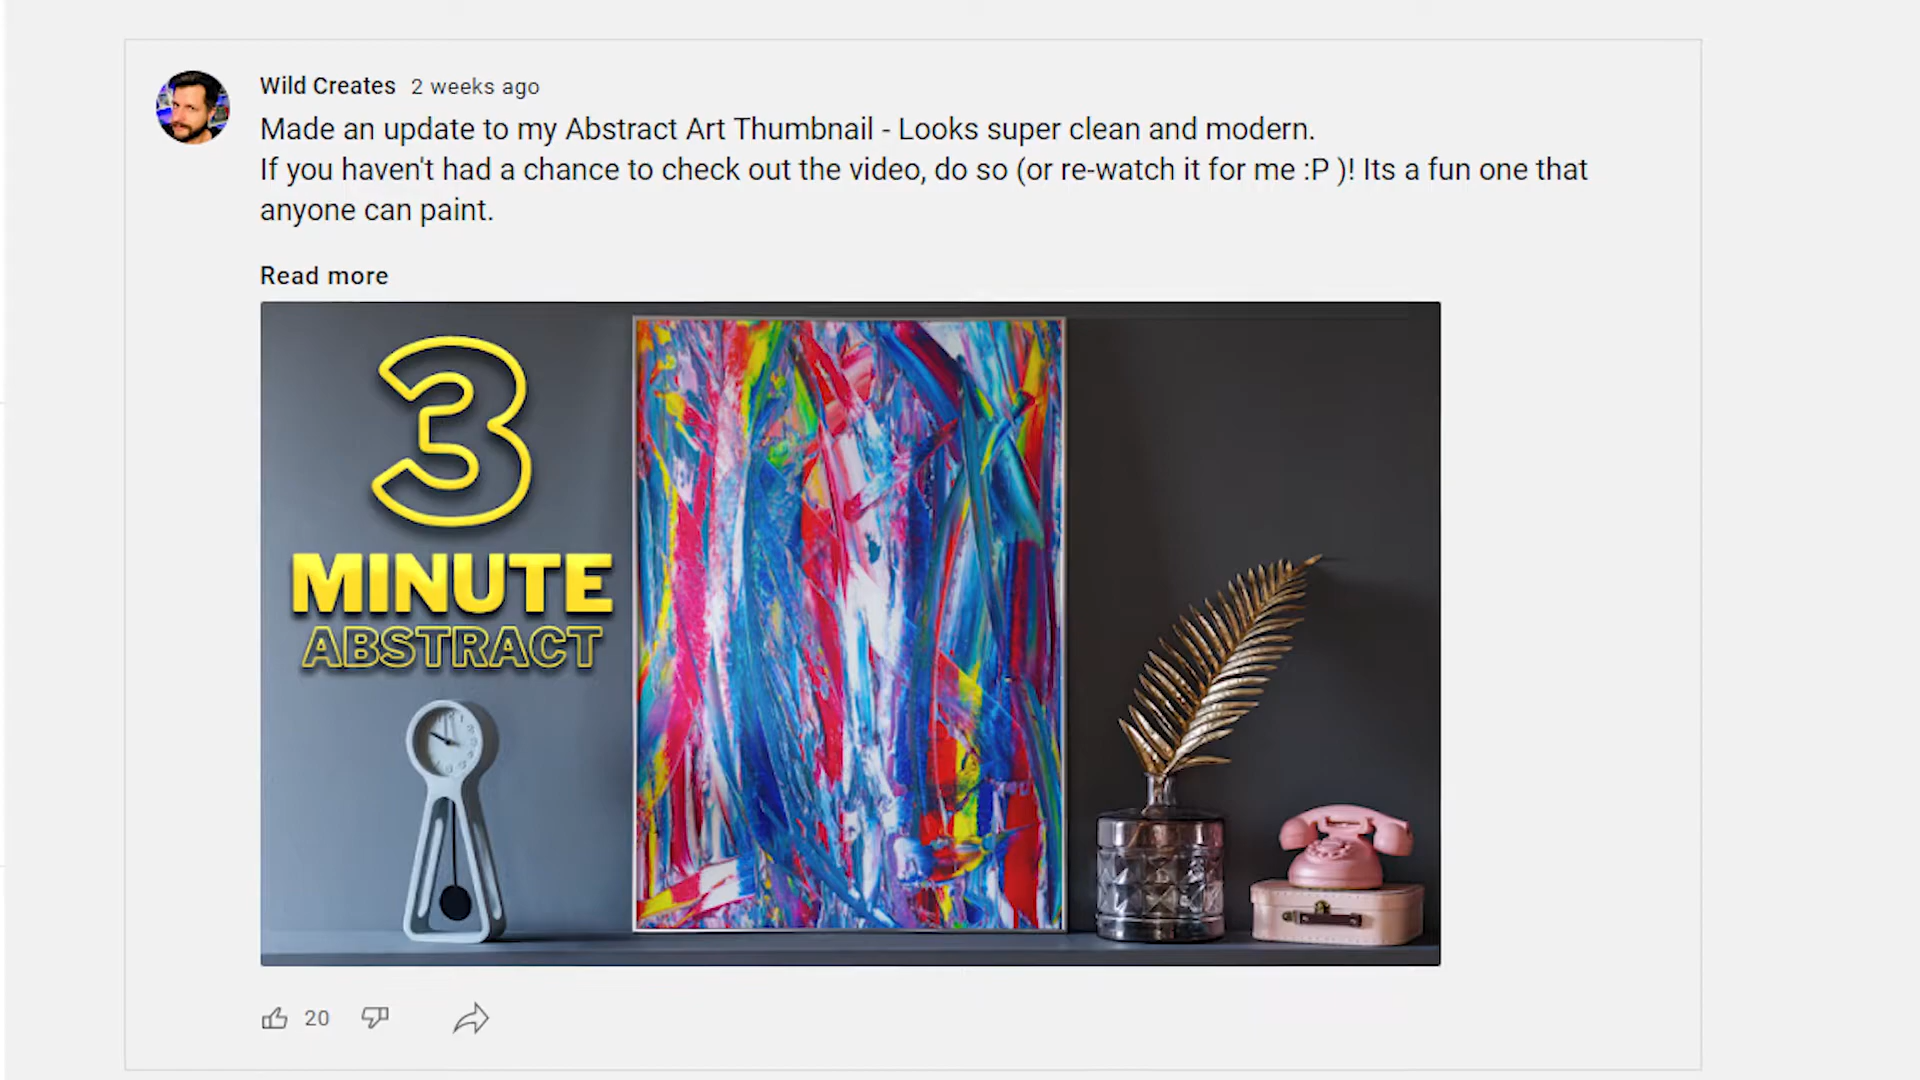 Wild Creates 2 weeks ago
Made an update to my Abstract Art Thumbnail - Looks super clean and modern.
If you haven't had a chance to check out the video, do so (or re-watch it for me :P )! Its a fun one that
anyone can paint.
Read more
3
MINUTE
ABSTRACT
20